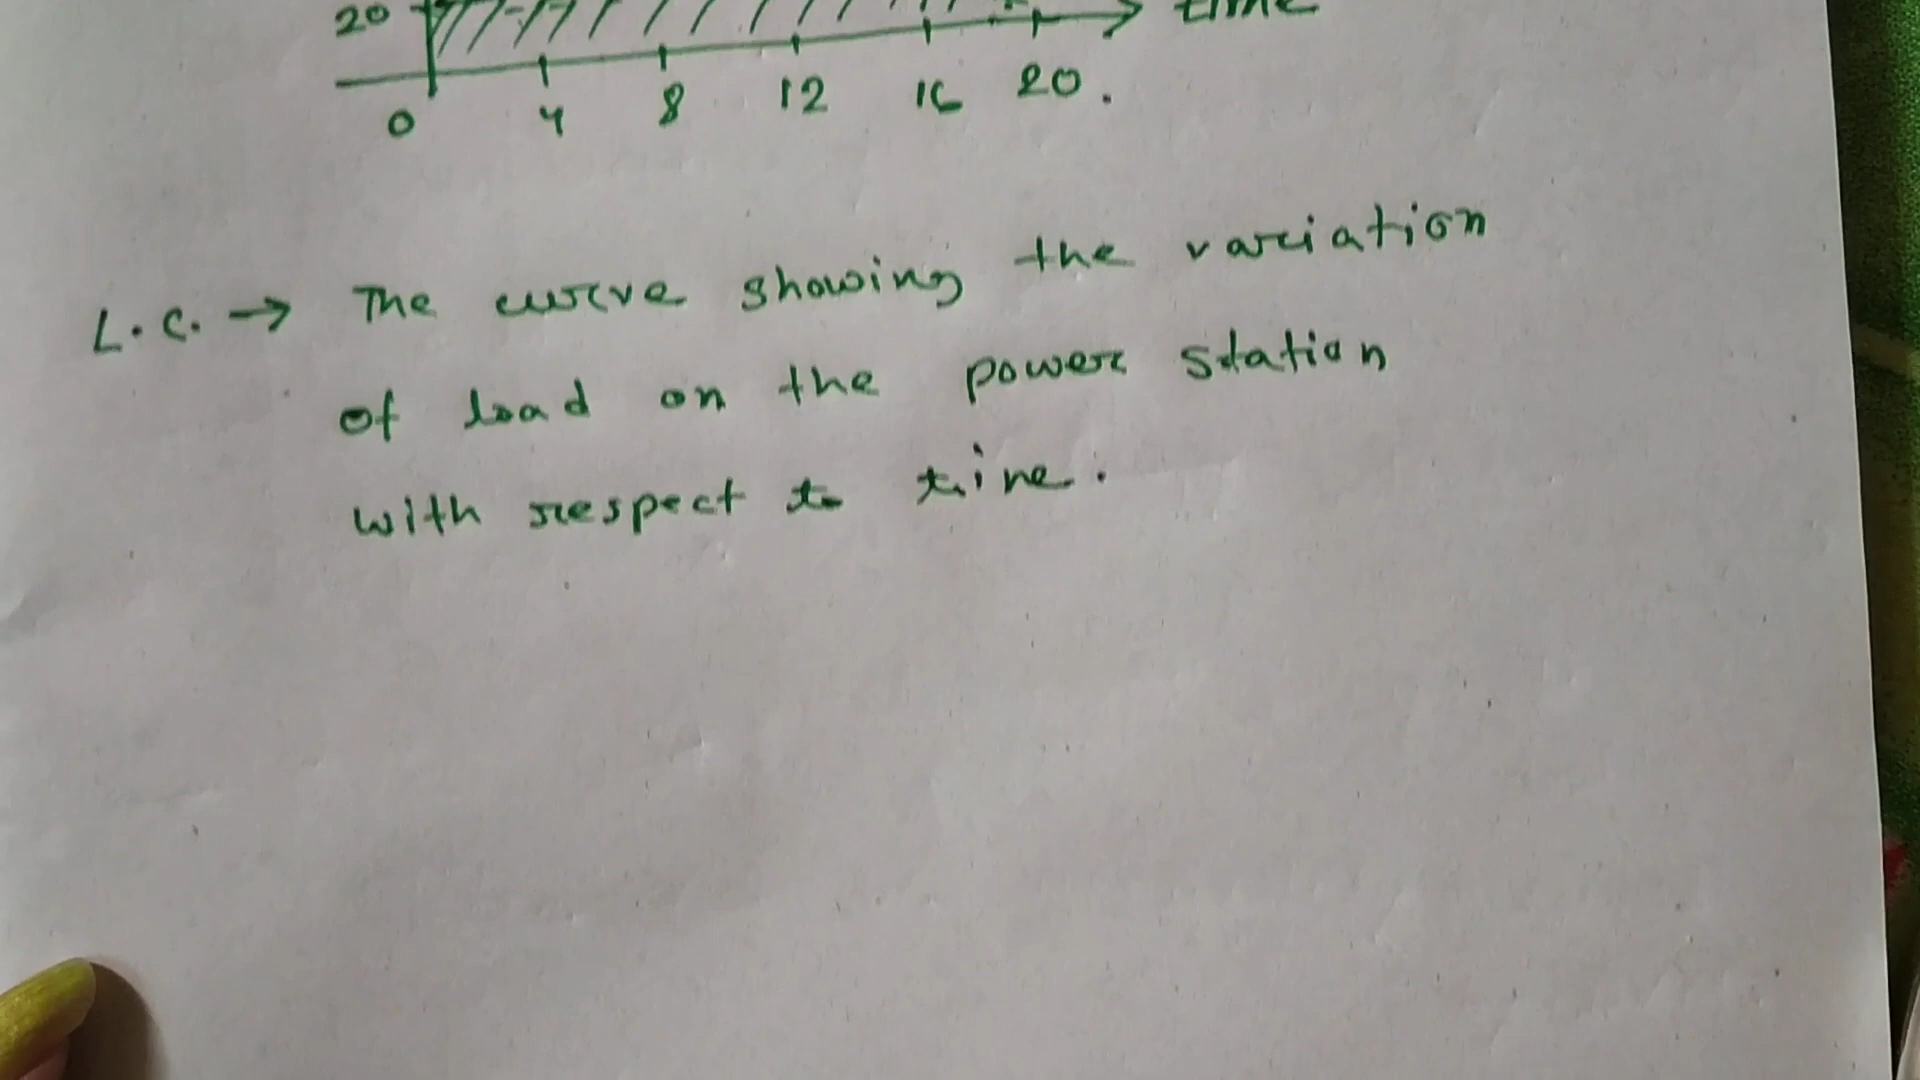 20 time
0 4 8 12 16 20.
L.C. → The curve showing the variation
of load on the power station
with respect to time.